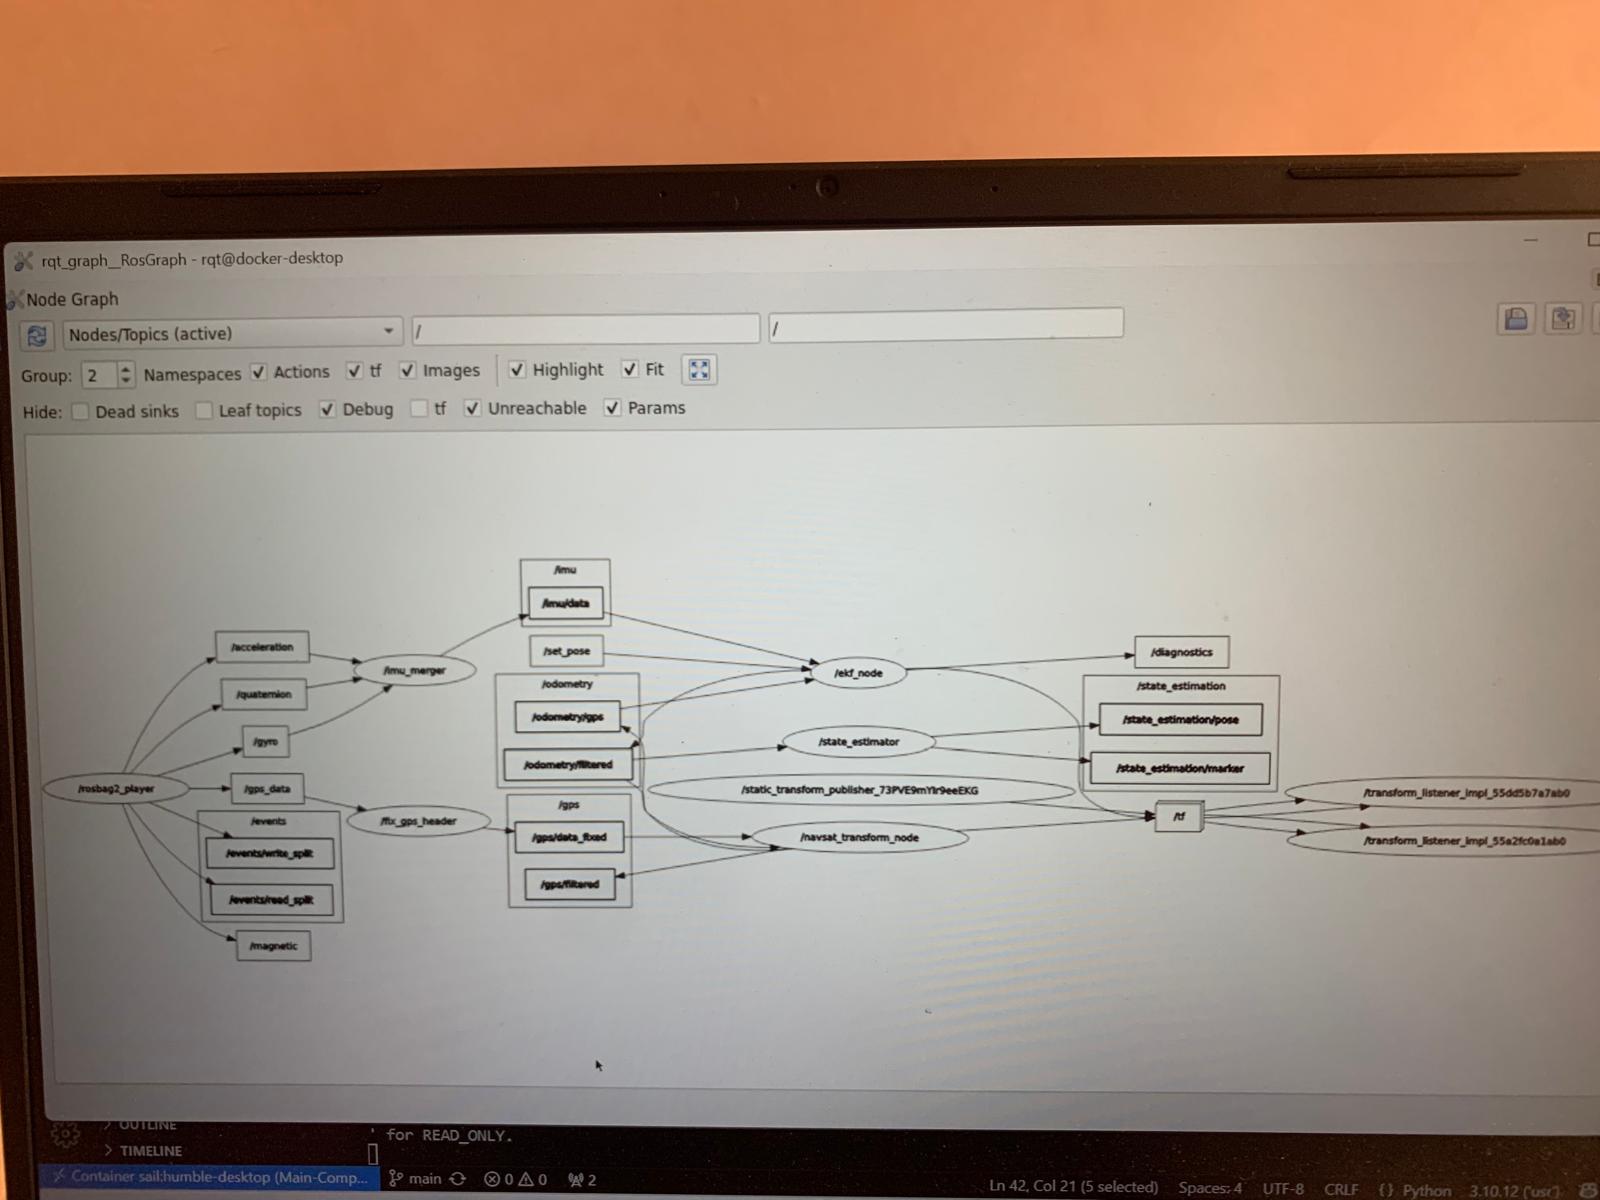 rqt_graph__RosGraph - rqt@docker-desktop
Node Graph
Nodes/Topics (active) / /
Group: 2 Namespaces Actions tf Images Highlight Fit
Hide: Dead sinks Leaf topics Debug tf Unreachable Params
/imu
/imu/data
/acceleration
/set_pose
/diagnostics
/imu_merger
/ekf_node
/quaternion
/odometry
/state_estimation
/odometry/gps
/state_estimation/pose
/gyro
/state_estimator
/odometry/filtered
/state_estimation/marker
/rosbag2_player
/gps_data
/static_transform_publisher_73PVE9mYlr9eeEKG
/transform_listener_impl_55dd5b7a7ab0
/events
/fix_gps_header
/gps
/tf
/gps/data_fixed
/navsat_transform_node
/transform_listener_impl_55a2fc0a1ab0
/events/write_split
/gps/filtered
/events/read_split
/magnetic
OUTLINE
' for READ_ONLY.
TIMELINE
Container sail:humble-desktop (Main-Comp... main 0 0 2 Ln 42, Col 21 (5 selected) Spaces: 4 UTF-8 CRLF {} Python 3.10.12 ('usr')